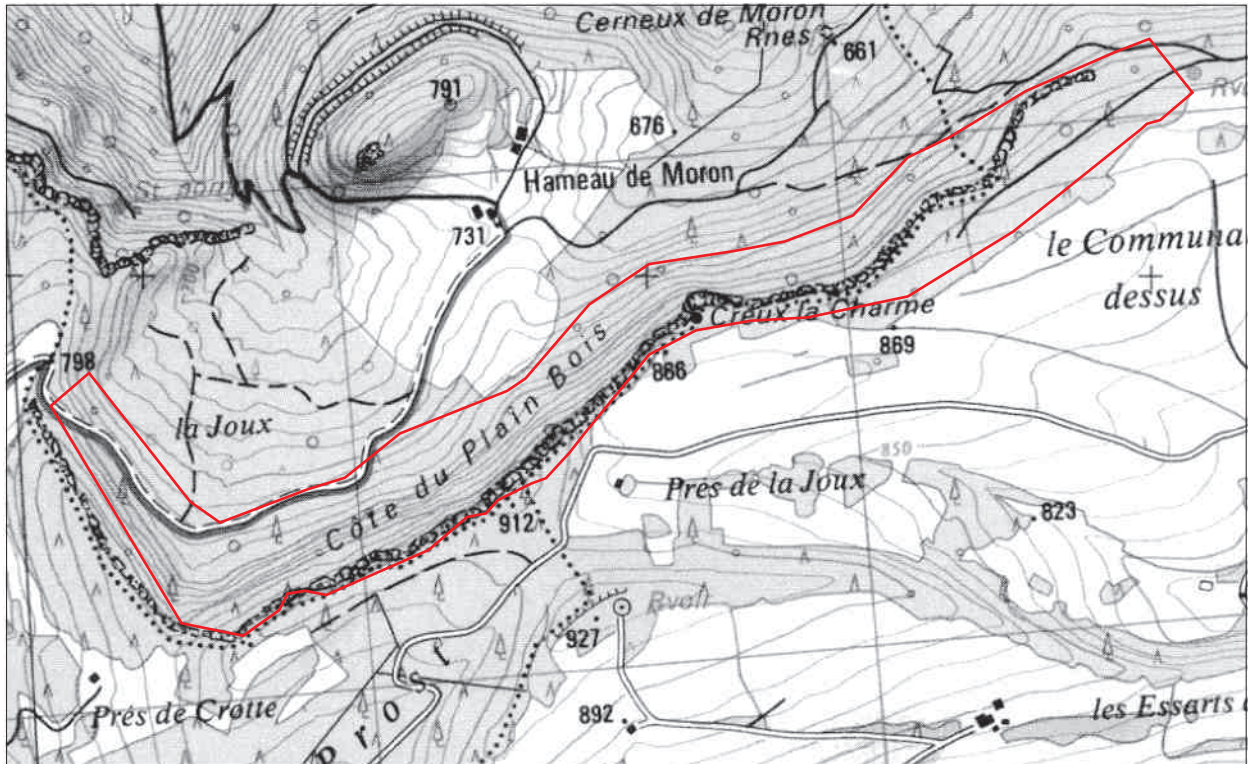 Cerneux de Moron
Rnes
661
791
676
Hameau de Moron
731
le Communa
dessus
Creux la Charme
798
869
866
la Joux
Côte du Plain Bois
850
Prés de la Joux
912
823
Rvoir
927
Prés de Crotte
892
les Essarts